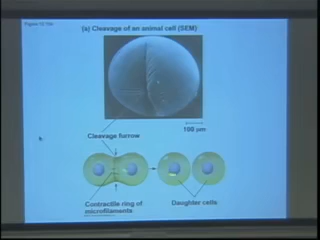 (a) Cleavage of an animal cell (SEM)
100 µm
Cleavage furrow
Contractile ring of
microfilaments
Daughter cells